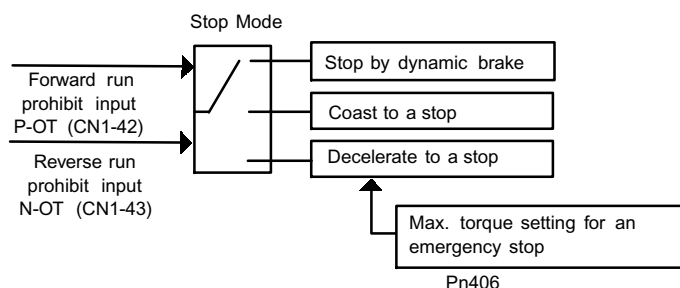 Stop Mode
Stop by dynamic brake
Forward run
prohibit input
P-OT (CN1-42)
Coast to a stop
Reverse run
prohibit input
N-OT (CN1-43)
Decelerate to a stop
Max. torque setting for an
emergency stop
Pn406